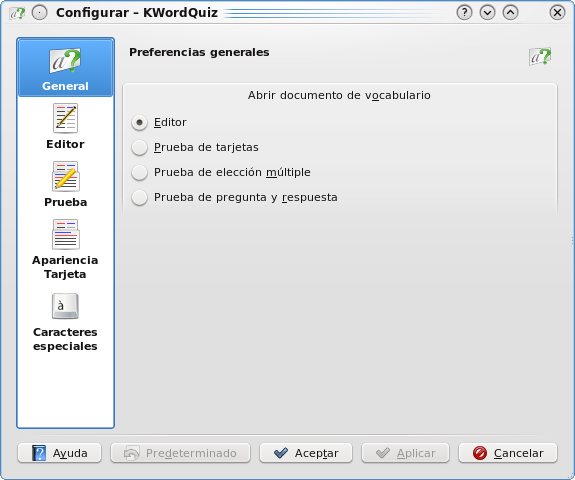 Configurar – KWordQuiz
General
Editor
Prueba
Apariencia
Tarjeta
Caracteres
especiales
Preferencias generales
Abrir documento de vocabulario
Editor
Prueba de tarjetas
Prueba de elección múltiple
Prueba de pregunta y respuesta
Ayuda
Predeterminado
Aceptar
Aplicar
Cancelar